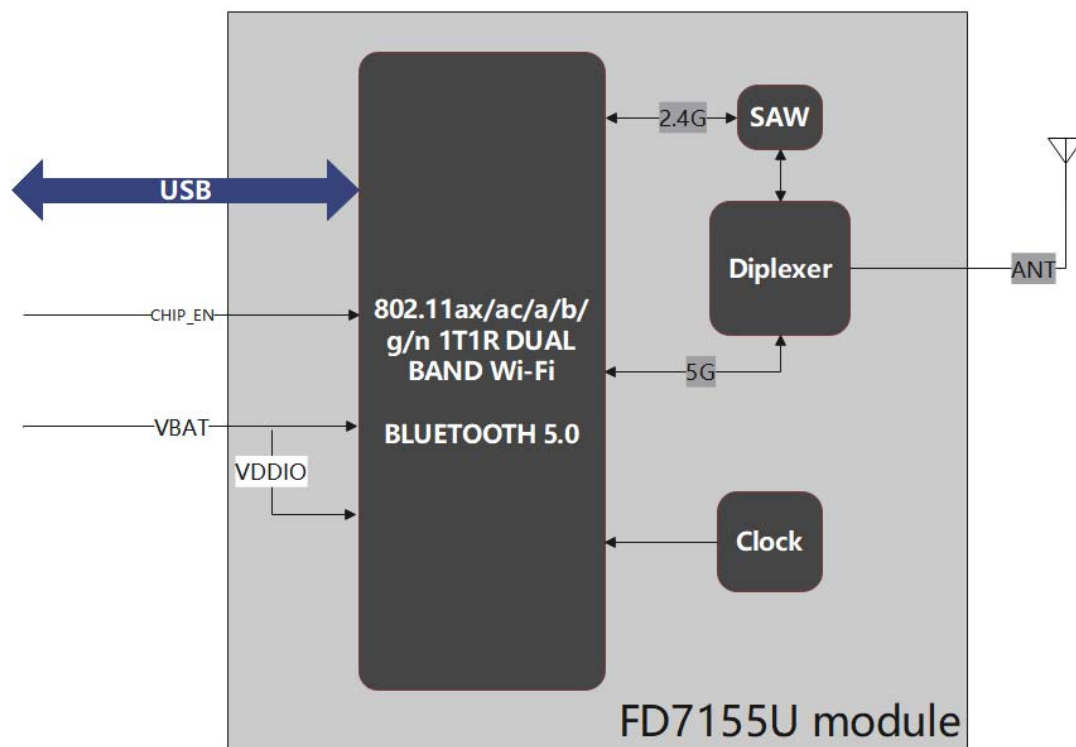 2.4G
SAW
USB
Diplexer
ANT
CHIP_EN
802.11ax/ac/a/b/
g/n 1T1R DUAL
BAND Wi-Fi
5G
VBAT
BLUETOOTH 5.0
VDDIO
Clock
FD7155U module